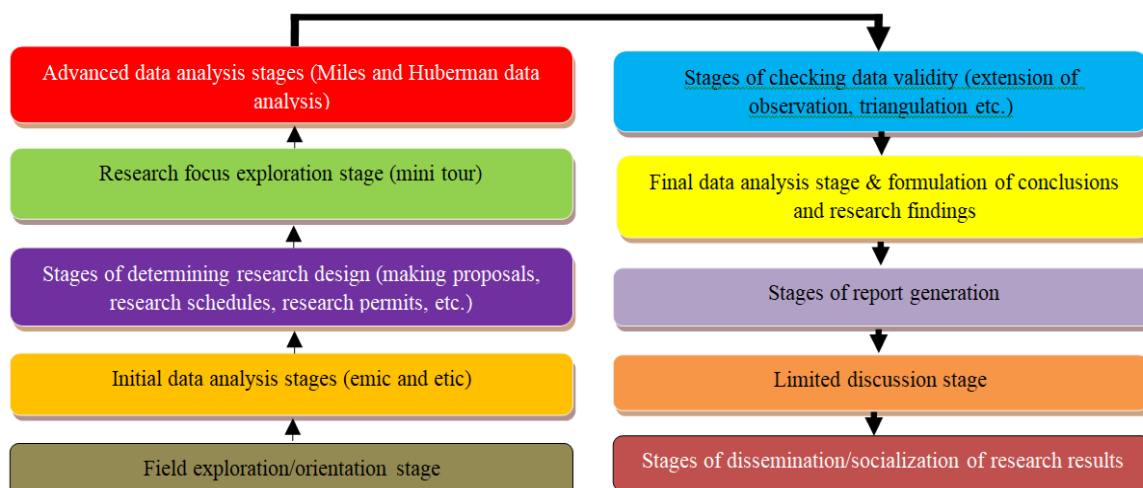 Advanced data analysis stages (Miles and Huberman data
analysis)
Research focus exploration stage (mini tour)
Stages of determining research design (making proposals,
research schedules, research permits, etc.)
Initial data analysis stages (emic and etic)
Field exploration/orientation stage
Stages of checking data validity (extension of
observation, triangulation etc.)
Final data analysis stage & formulation of conclusions
and research findings
Stages of report generation
Limited discussion stage
Stages of dissemination/socialization of research results